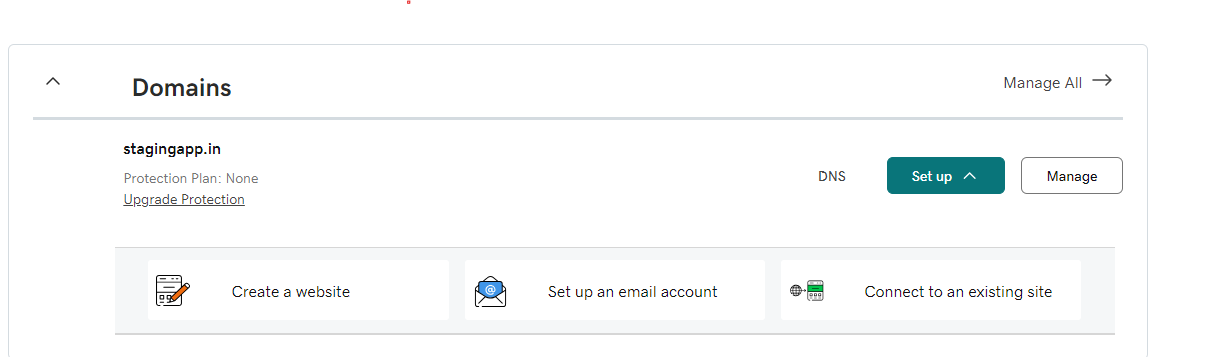 Domains
Manage All
stagingapp.in
Protection Plan: None
Upgrade Protection
DNS
Set up
Manage
Create a website
@
Set up an email account
Connect to an existing site